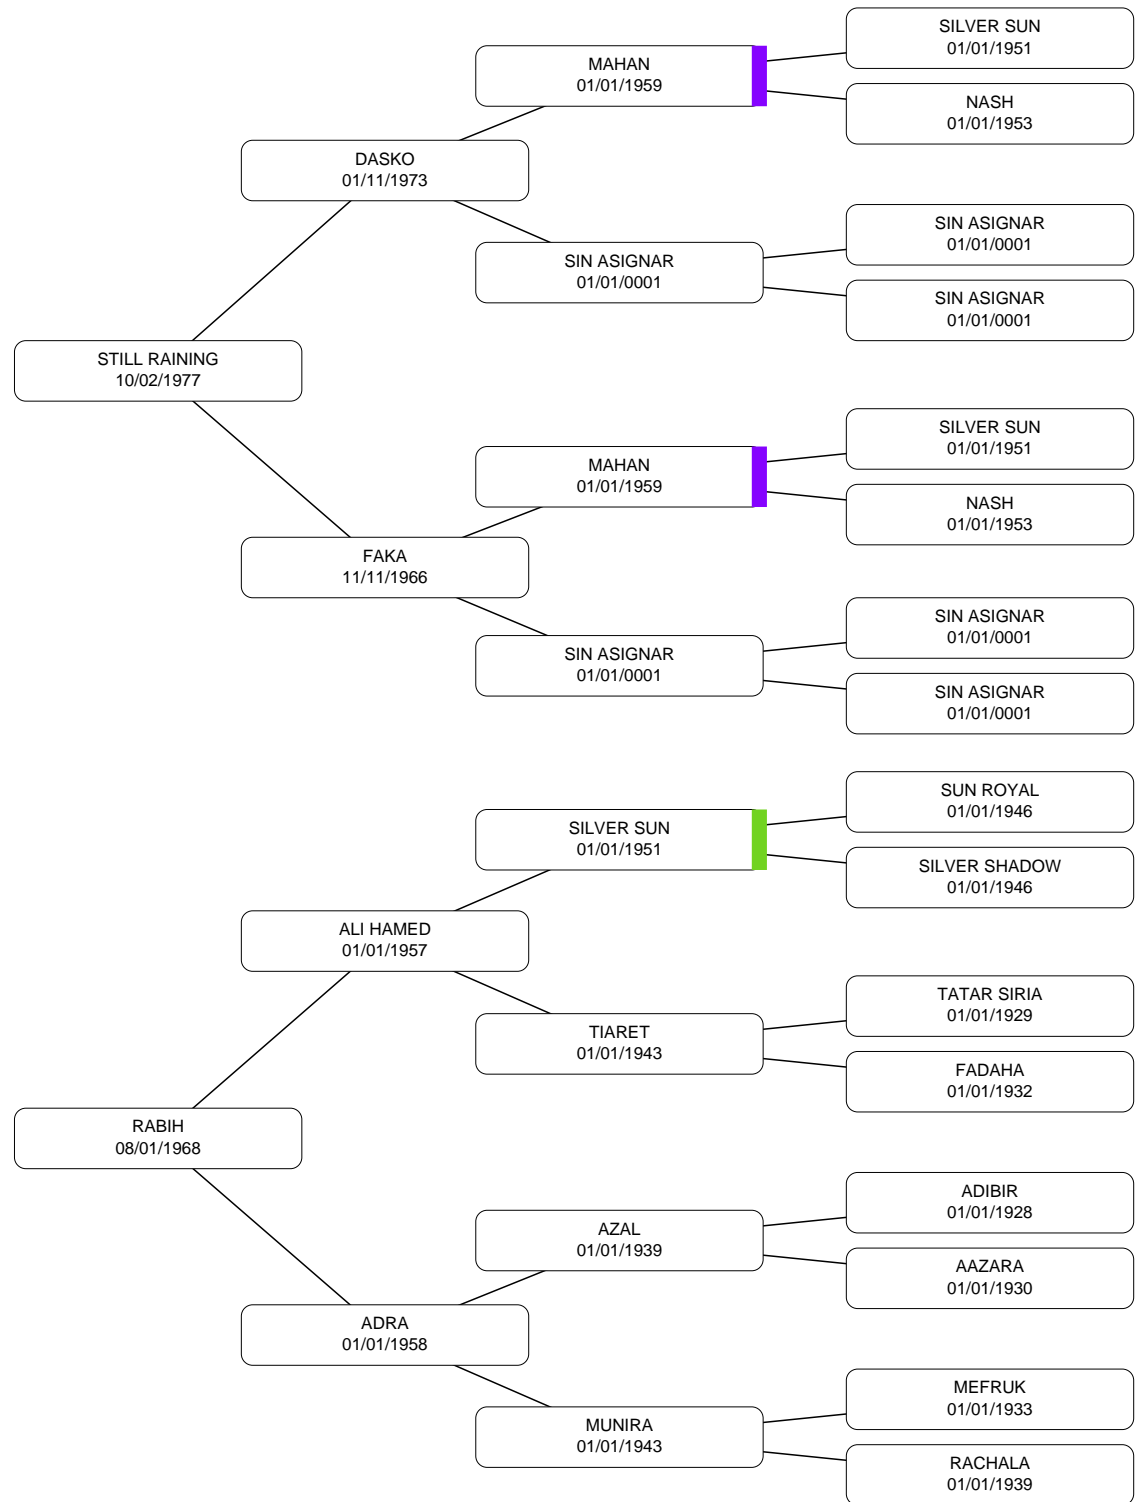 SILVER SUN
01/01/1951
MAHAN
01/01/1959
NASH
01/01/1953
DASKO
01/11/1973
SIN ASIGNAR
01/01/0001
SIN ASIGNAR
01/01/0001
SIN ASIGNAR
01/01/0001
STILL RAINING
10/02/1977
SILVER SUN
01/01/1951
MAHAN
01/01/1959
NASH
01/01/1953
FAKA
11/11/1966
SIN ASIGNAR
01/01/0001
SIN ASIGNAR
01/01/0001
SIN ASIGNAR
01/01/0001
SUN ROYAL
01/01/1946
SILVER SUN
01/01/1951
SILVER SHADOW
01/01/1946
ALI HAMED
01/01/1957
TATAR SIRIA
01/01/1929
TIARET
01/01/1943
FADAHA
01/01/1932
RABIH
08/01/1968
ADIBIR
01/01/1928
AZAL
01/01/1939
AAZARA
01/01/1930
ADRA
01/01/1958
MEFRUK
01/01/1933
MUNIRA
01/01/1943
RACHALA
01/01/1939